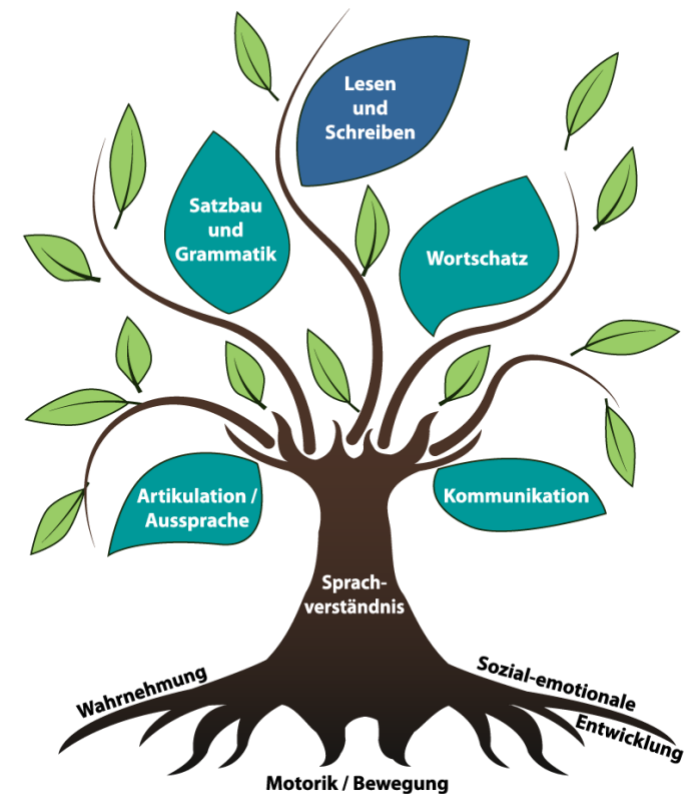 Lesen
und
Schreiben
Satzbau
und
Grammatik
Wortschatz
Artikulation /
Aussprache
Kommunikation
Sprach-
verständnis
Wahrnehmung
Sozial-emotionale
Entwicklung
Motorik / Bewegung